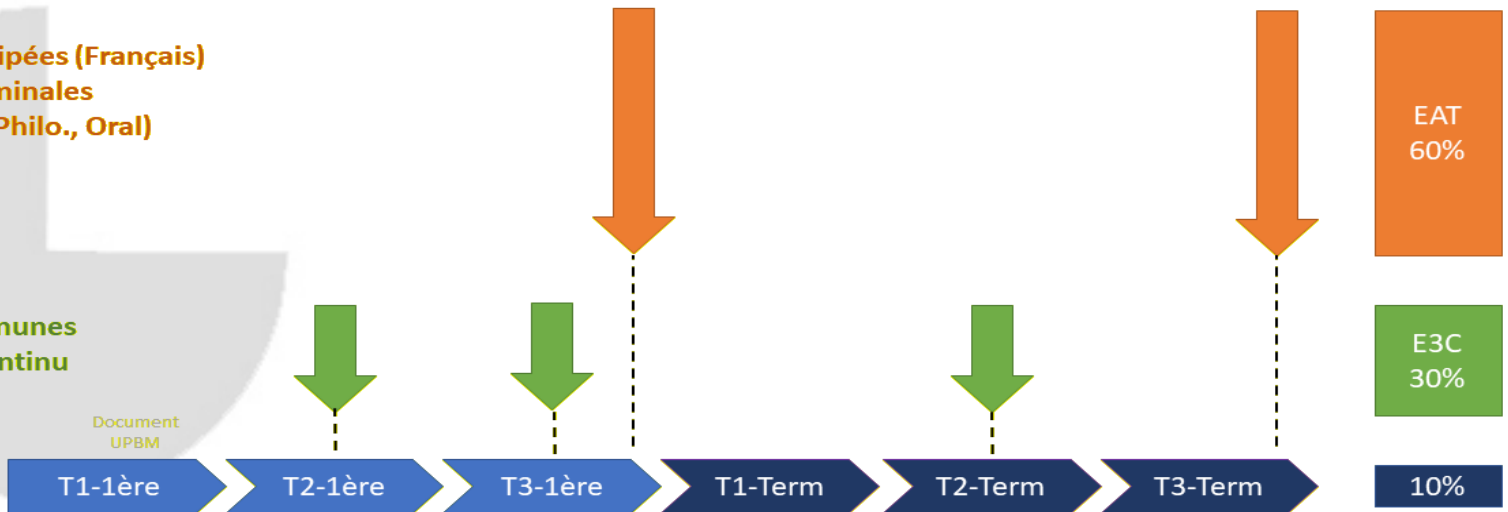 ipées (Français)
minales
Philo., Oral)
EAT
60%
munes
ntinu
E3C
30%
Document
UPBM
T1-1ère
T2-1ère
T3-1ère
T1-Term
T2-Term
T3-Term
10%